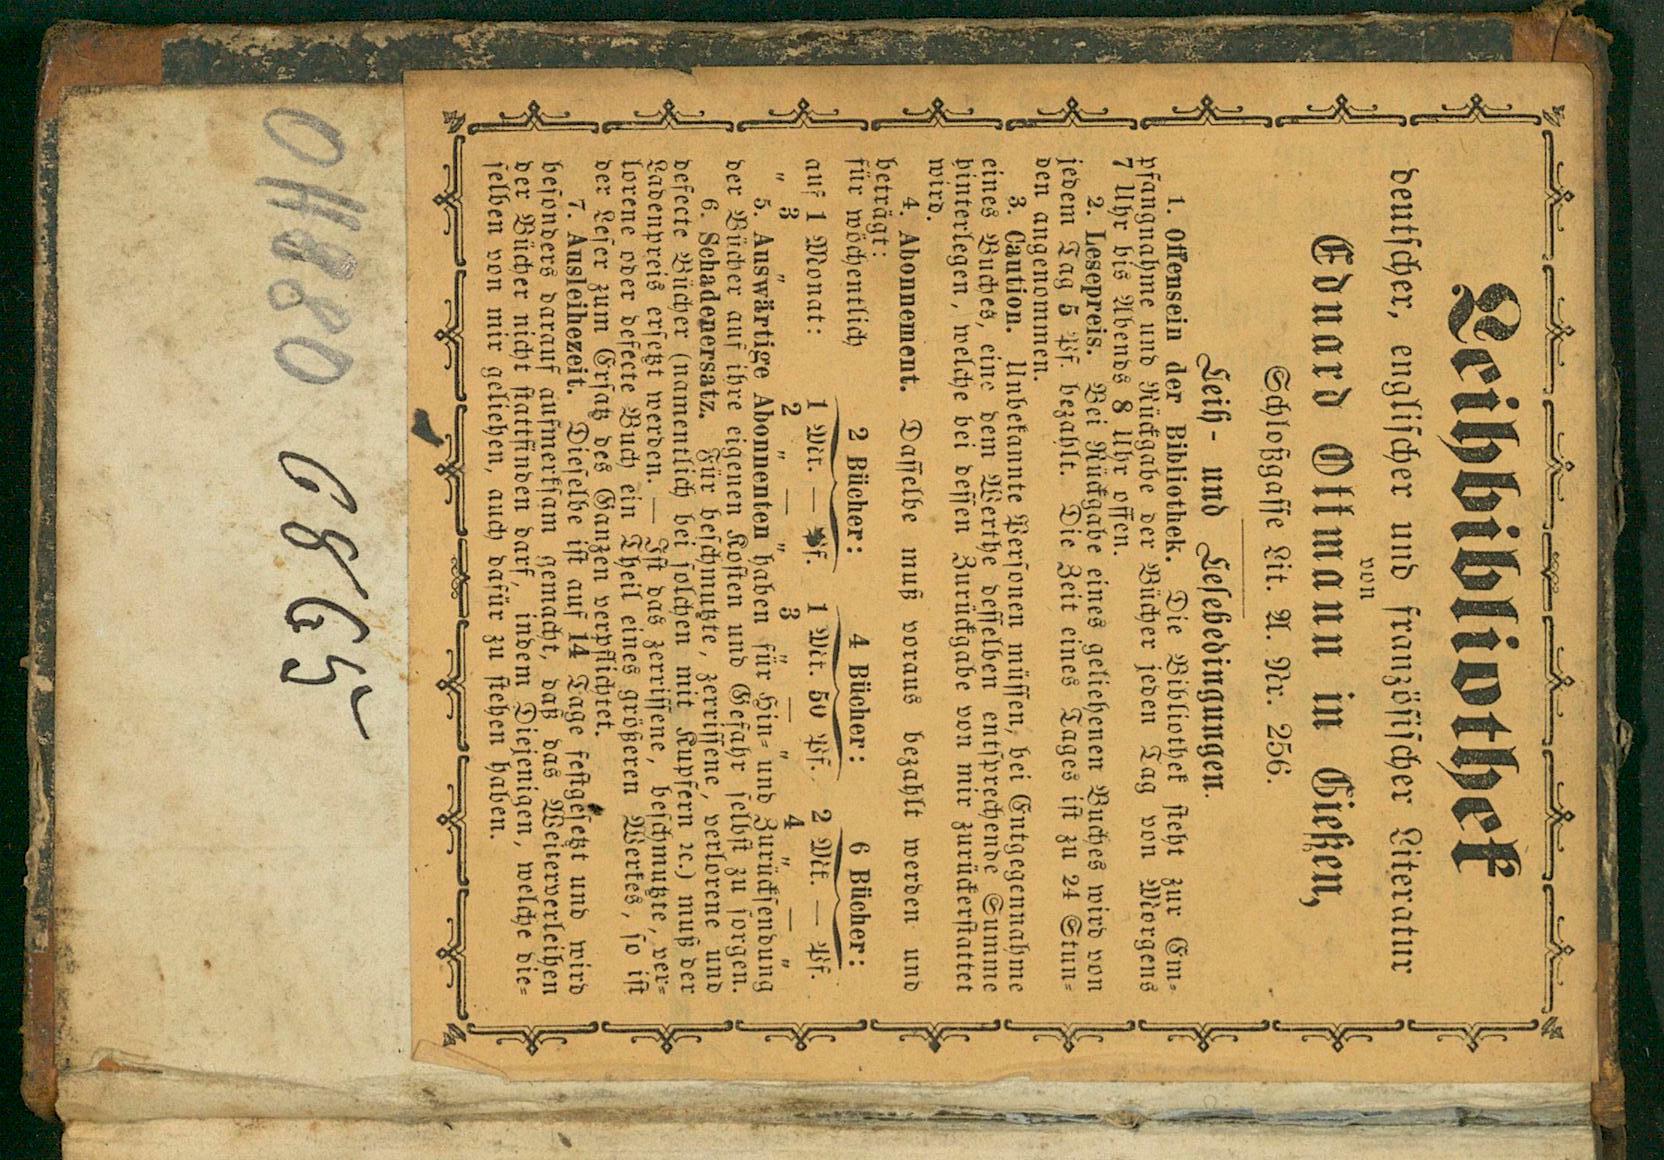 Leihbibliothek
deutscher, englischer und französischer Literatur
von
Eduard Ottmann in Gießen,
Schloßgasse Lit. A. Nr. 256.
Leih- und Lesebedingungen.
1. Offensein der Bibliothek. Die Bibliothek steht zur Em-
pfangnahme und Rückgabe der Bücher jeden Tag von Morgens
7 Uhr bis Abends 8 Uhr offen.
2. Lesepreis. Bei Rückgabe eines geliehenen Buches wird von
jedem Tag 5 Pf. bezahlt. Die Zeit eines Tages ist zu 24 Stun-
den angenommen.
3. Caution. Unbekannte Personen müssen, bei Entgegennahme
eines Buches, eine dem Werthe desselben entsprechende Summe
hinterlegen, welche bei dessen Zurückgabe von mir zurückerstattet
wird.
4. Abonnement. Dasselbe muß voraus bezahlt werden und
beträgt:
für wöchentlich 2 Bücher: 4 Bücher: 6 Bücher:
auf 1 Monat: 1 Mk. — Pf. 1 Mk. 50 Pf. 2 Mk. — Pf.
" 3 " 2 " — " 3 " — " 4 " — "
5. Auswärtige Abonnenten haben für Hin- und Zurücksendung
der Bücher auf ihre eigenen Kosten und Gefahr selbst zu sorgen.
6. Schadenersatz. Für beschmutzte, zerrissene, verlorene und
defecte Bücher (namentlich bei solchen mit Kupfern ꝛc.) muß der
Ladenpreis ersetzt werden. — Ist das zerrissene, beschmutzte, ver-
lorene oder defecte Buch ein Theil eines größeren Werkes, so ist
der Leser zum Ersatz des Ganzen verpflichtet.
7. Ausleihezeit. Dieselbe ist auf 14 Tage festgesetzt und wird
besonders darauf aufmerksam gemacht, daß das Weiterverleihen
der Bücher nicht stattfinden darf, indem Diejenigen, welche die-
selben von mir geliehen, auch dafür zu stehen haben.